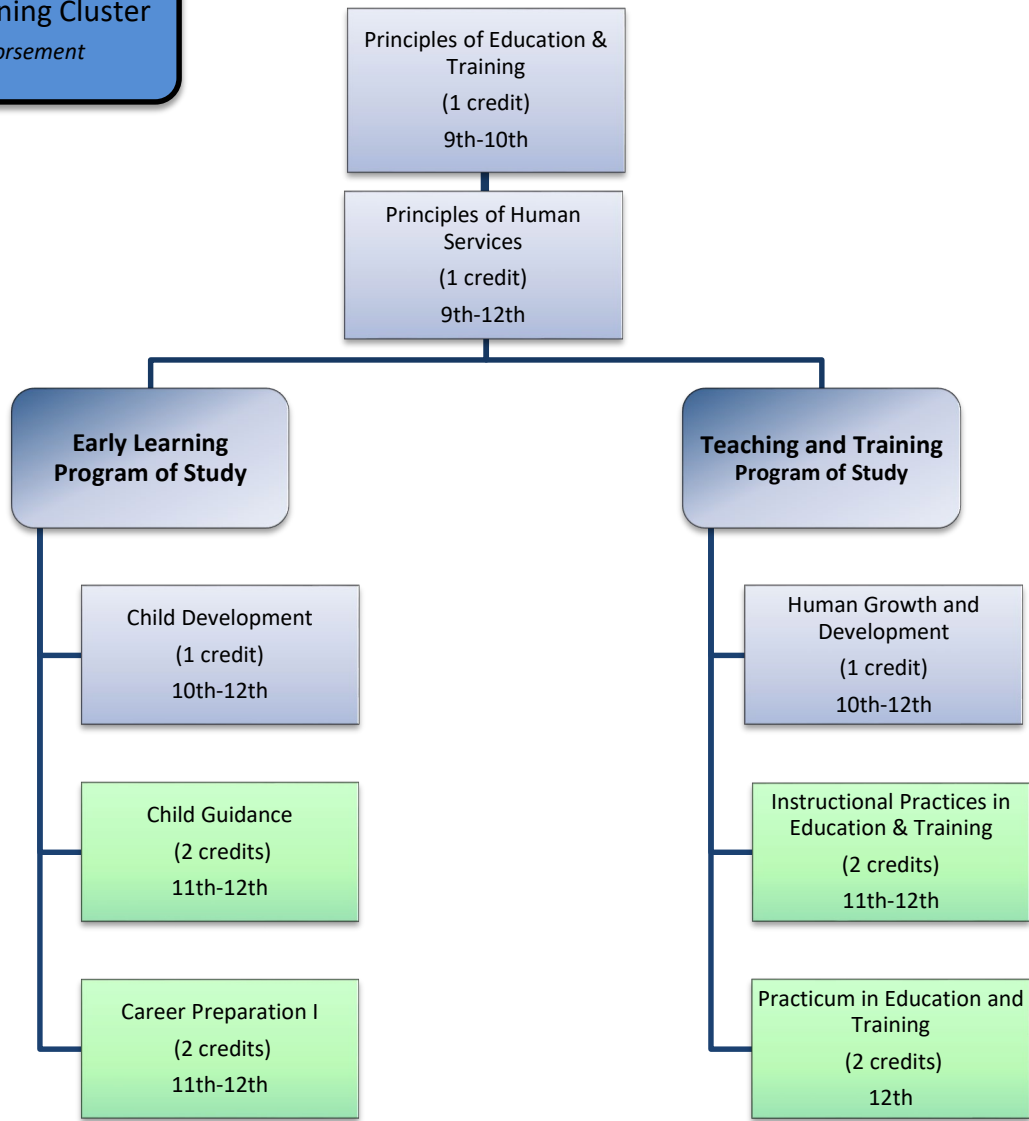 Cluster
Principles of Education &
Training
(1 credit)
9th-10th
Principles of Human
Services
(1 credit)
9th-12th
Early Learning
Program of Study
Teaching and Training
Program of Study
Child Development
(1 credit)
10th-12th
Human Growth and
Development
(1 credit)
10th-12th
Child Guidance
(2 credits)
11th-12th
Instructional Practices in
Education & Training
(2 credits)
11th-12th
Career Preparation I
(2 credits)
11th-12th
Practicum in Education and
Training
(2 credits)
12th